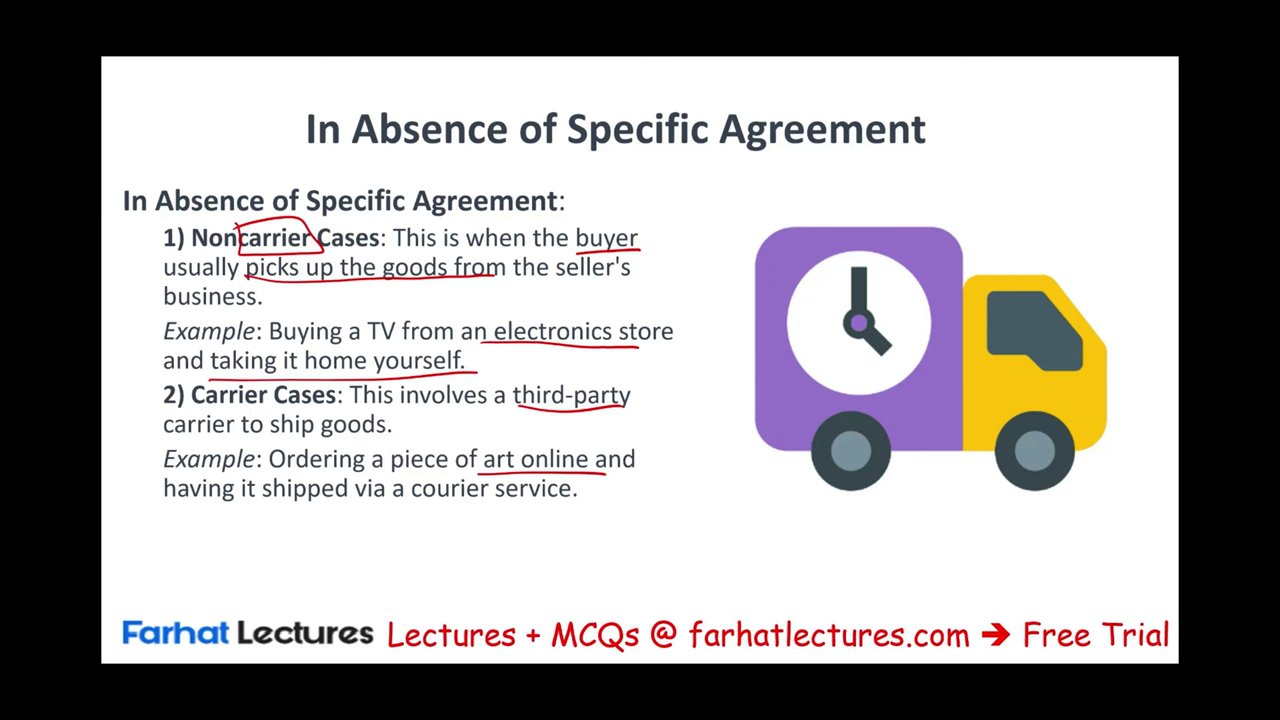 In Absence of Specific Agreement
In Absence of Specific Agreement:
1) Noncarrier Cases: This is when the buyer
usually picks up the goods from the seller's
business.
Example: Buying a TV from an electronics store
and taking it home yourself.
2) Carrier Cases: This involves a third-party
carrier to ship goods.
Example: Ordering a piece of art online and
having it shipped via a courier service.
Farhat Lectures Lectures + MCQs @ farhatlectures.com → Free Trial